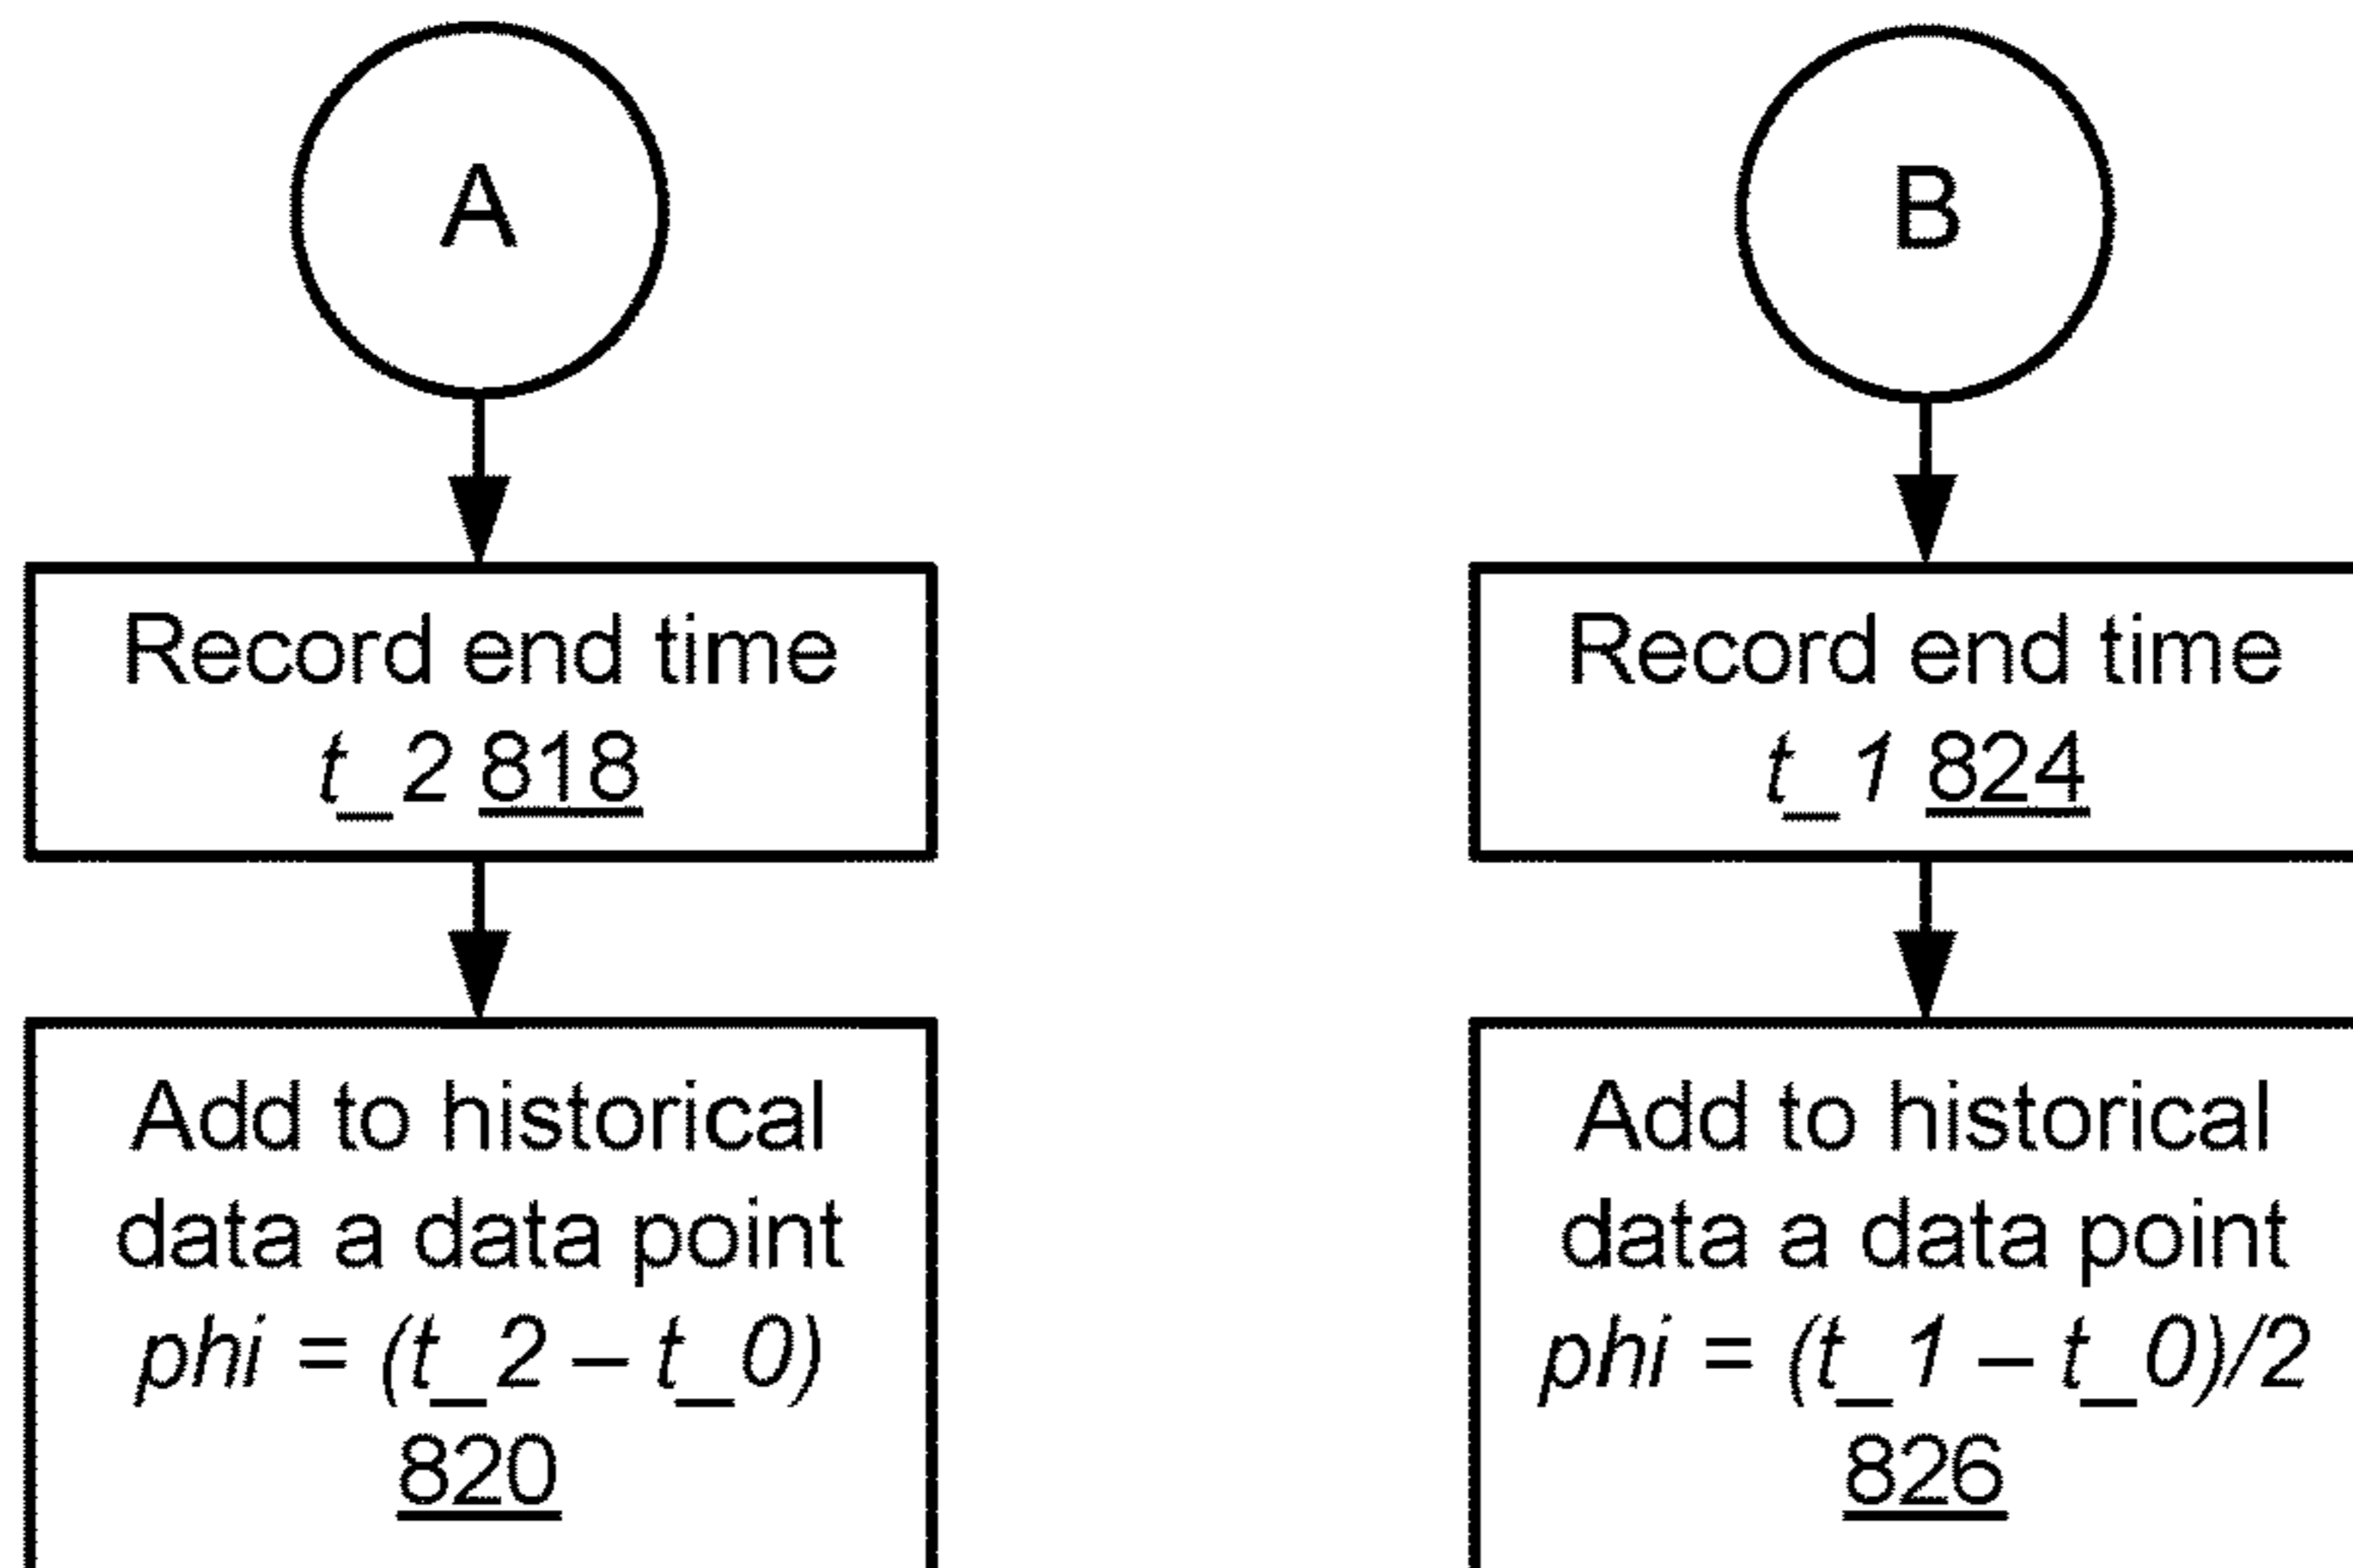 A
Record end time
t_2 818
Add to historical
data a data point
phi = (t_2 – t_0)
820
B
Record end time
t_1 824
Add to historical
data a data point
phi = (t_1 – t_0)/2
826